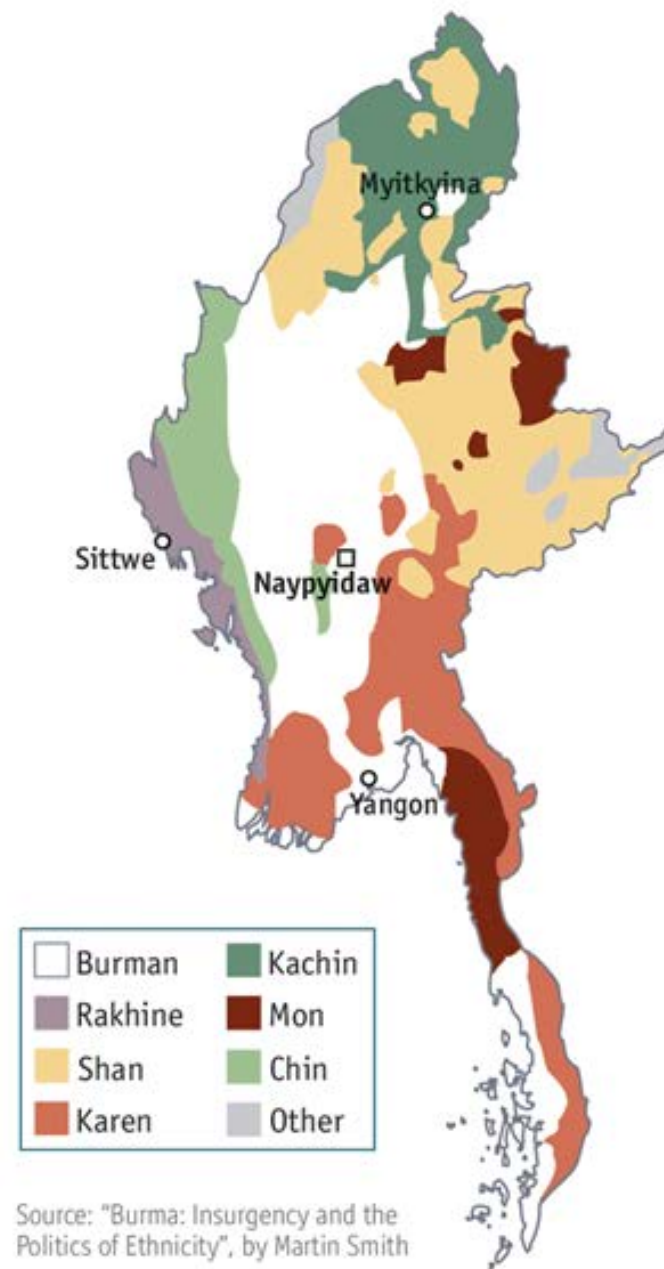 Myitkyina
Sittwe
Naypyidaw
Yangon
Burman
Kachin
Rakhine
Mon
Shan
Chin
Karen
Other
Source: "Burma: Insurgency and the
Politics of Ethnicity", by Martin Smith